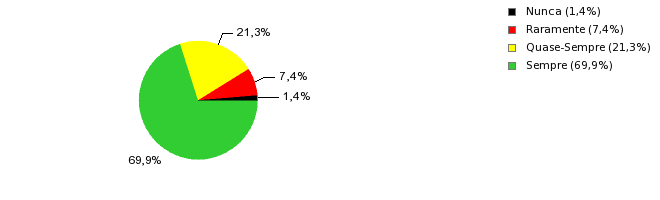 21,3%
7,4%
1,4%
69,9%
Nunca (1,4%)
Raramente (7,4%)
Quase-Sempre (21,3%)
Sempre (69,9%)